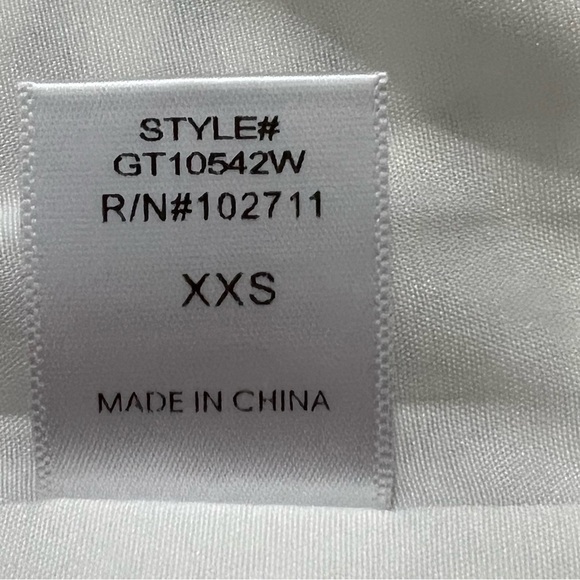 STYLE#
GT10542W
R/N#102711
XXS
MADE IN CHINA